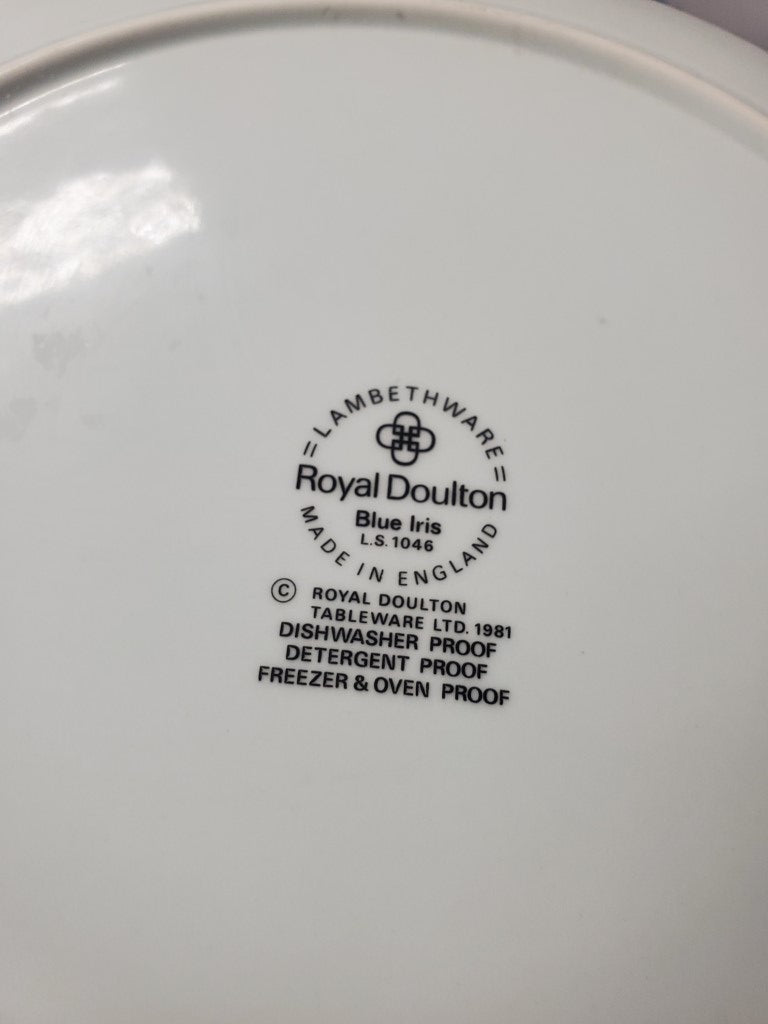 = LAMBETHWARE =
Royal Doulton
Blue Iris
L.S. 1046
MADE IN ENGLAND
© ROYAL DOULTON
TABLEWARE LTD. 1981
DISHWASHER PROOF
DETERGENT PROOF
FREEZER & OVEN PROOF